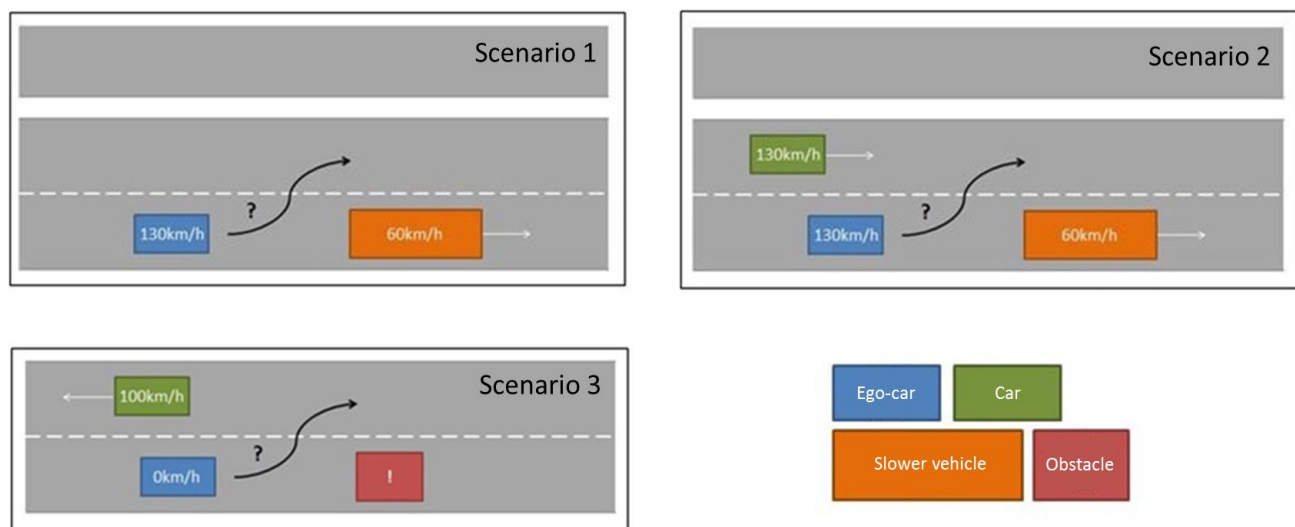 Scenario 1
?
130km/h
60km/h
Scenario 2
130km/h
?
130km/h
60km/h
Scenario 3
100km/h
?
0km/h
!
Ego-car
Car
Slower vehicle
Obstacle